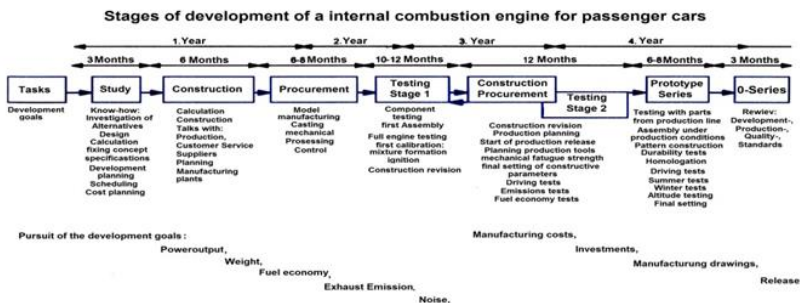 Stages of development of a internal combustion engine for passenger cars
1.Year
2.Year
3. Year
4. Year
3 Months
6 Months
6-8 Months
10-12 Months
12 Months
6-8 Months
3 Months
Tasks
Development
goals
Study
Know-how:
Investigation of
Alternatives
Design
Calculation
fixing concept
specificastions
Development
planning
Scheduling
Cost planning
Construction
Calculation
Construction
Talks with:
Production,
Customer Service
Suppliers
Planning
Manufacturing
plants
Procurement
Model
manufacturing
Casting
mechanical
Prosessing
Control
Testing
Stage 1
Component
testing
first Assembly
Full engine testing
first calibration:
mixture formation
ignition
Construction revision
Construction
Procurement
Testing
Stage 2
Construction revision
Production planning
Start of production release
Planning production tools
mechanical fatugue strength
final setting of constructive
parameters
Driving tests
Emissions tests
Fuel economy tests
Prototype
Series
Testing with parts
from production line
Assembly under
production conditions
Pattern construction
Durability tests
Homologation
Driving tests
Summer tests
Winter tests
Altitude testing
Final setting
0-Series
Rewiev:
Development-,
Production-,
Quality-,
Standards
Pursuit of the development goals :
Poweroutput,
Weight,
Fuel economy,
Exhaust Emission,
Noise,
Manufacturing costs,
Investments,
Manufacturung drawings,
Release